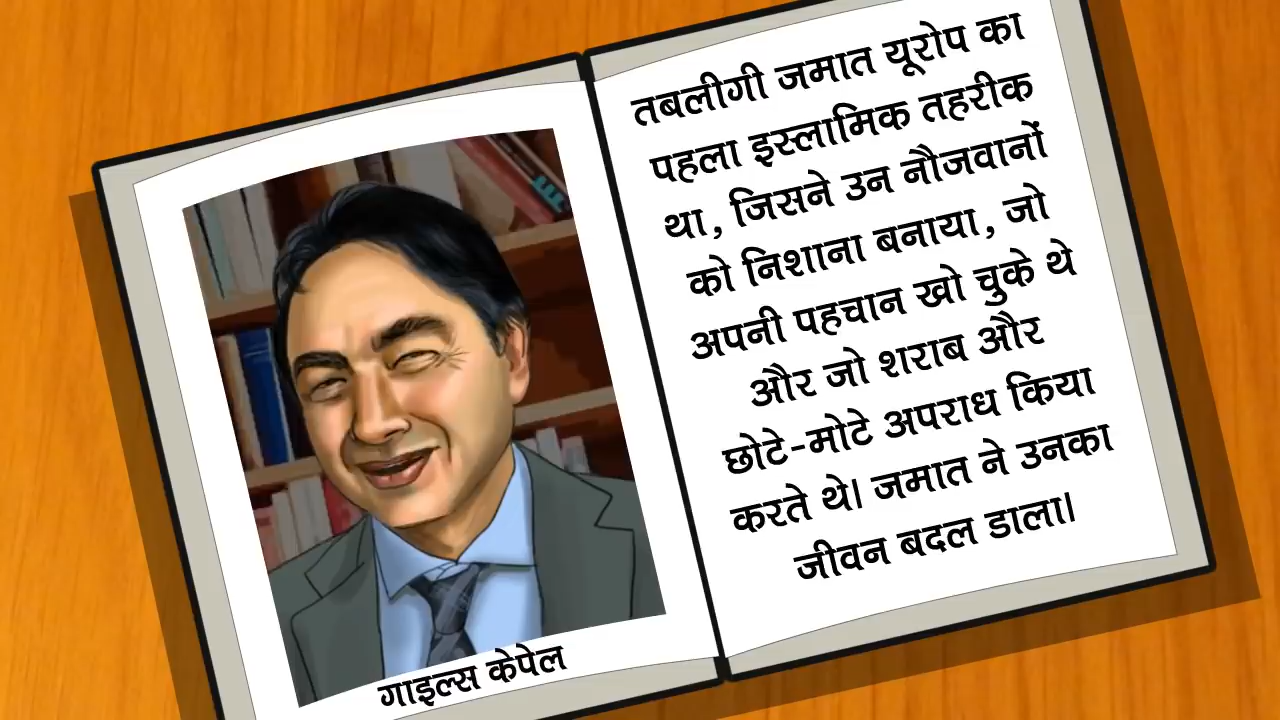 गाइल्स केपेल
तबलीगी जमात यूरोप का
पहला इस्लामिक तहरीक
था, जिसने उन नौजवानों
को निशाना बनाया, जो
अपनी पहचान खो चुके थे
और जो शराब और
छोटे-मोटे अपराध किया
करते थे। जमात ने उनका
जीवन बदल डाला।